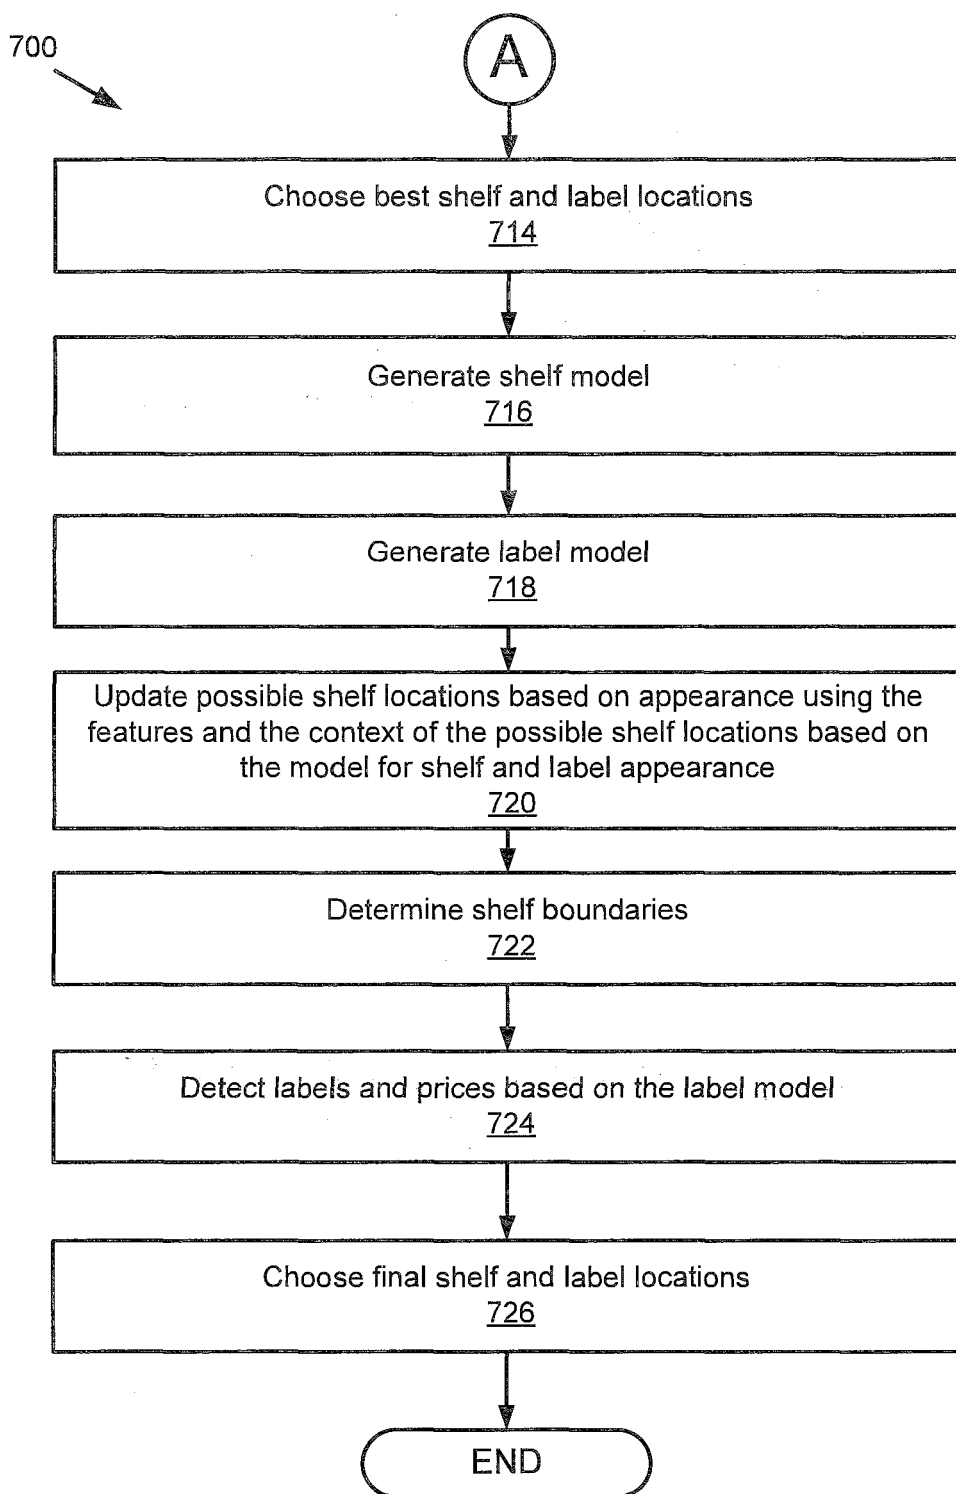 700
A
Choose best shelf and label locations
714
Generate shelf model
716
Generate label model
718
Update possible shelf locations based on appearance using the
features and the context of the possible shelf locations based on
the model for shelf and label appearance
720
Determine shelf boundaries
722
Detect labels and prices based on the label model
724
Choose final shelf and label locations
726
END